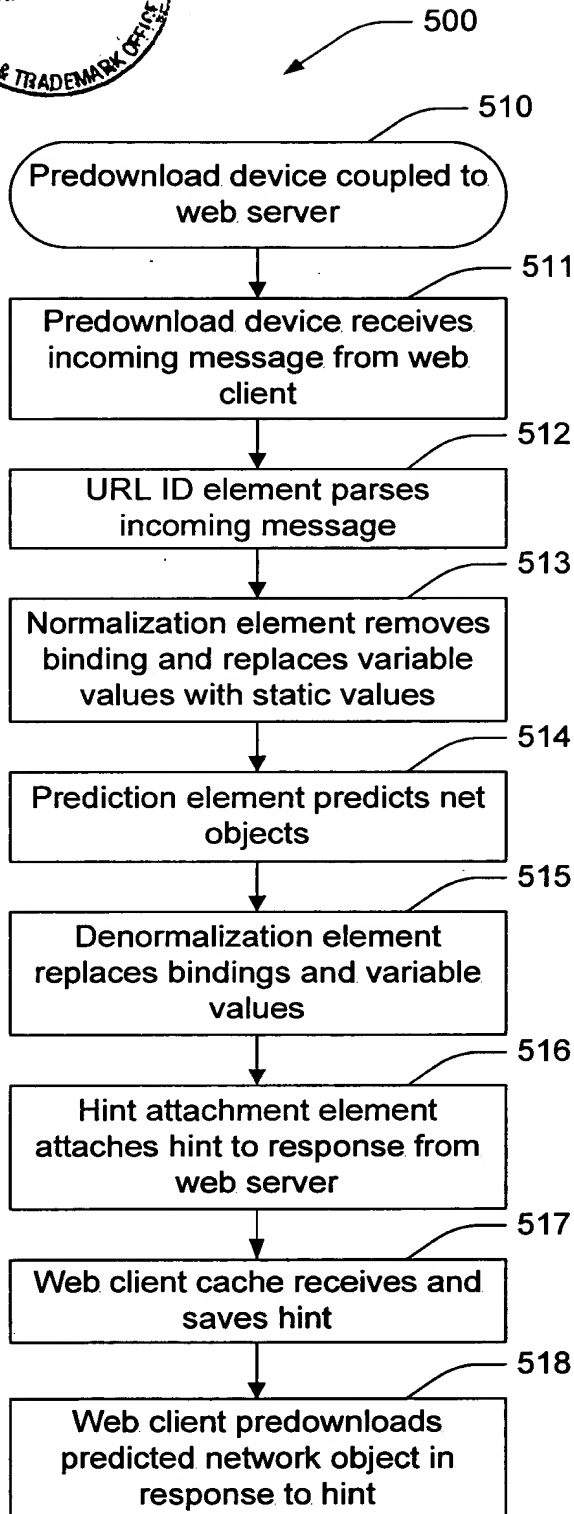 & TRADEMARK OFFICE
500
510
Predownload device coupled to
web server
511
Predownload device receives
incoming message from web
client
512
URL ID element parses
incoming message
513
Normalization element removes
binding and replaces variable
values with static values
514
Prediction element predicts net
objects
515
Denormalization element
replaces bindings and variable
values
516
Hint attachment element
attaches hint to response from
web server
517
Web client cache receives and
saves hint
518
Web client predownloads
predicted network object in
response to hint